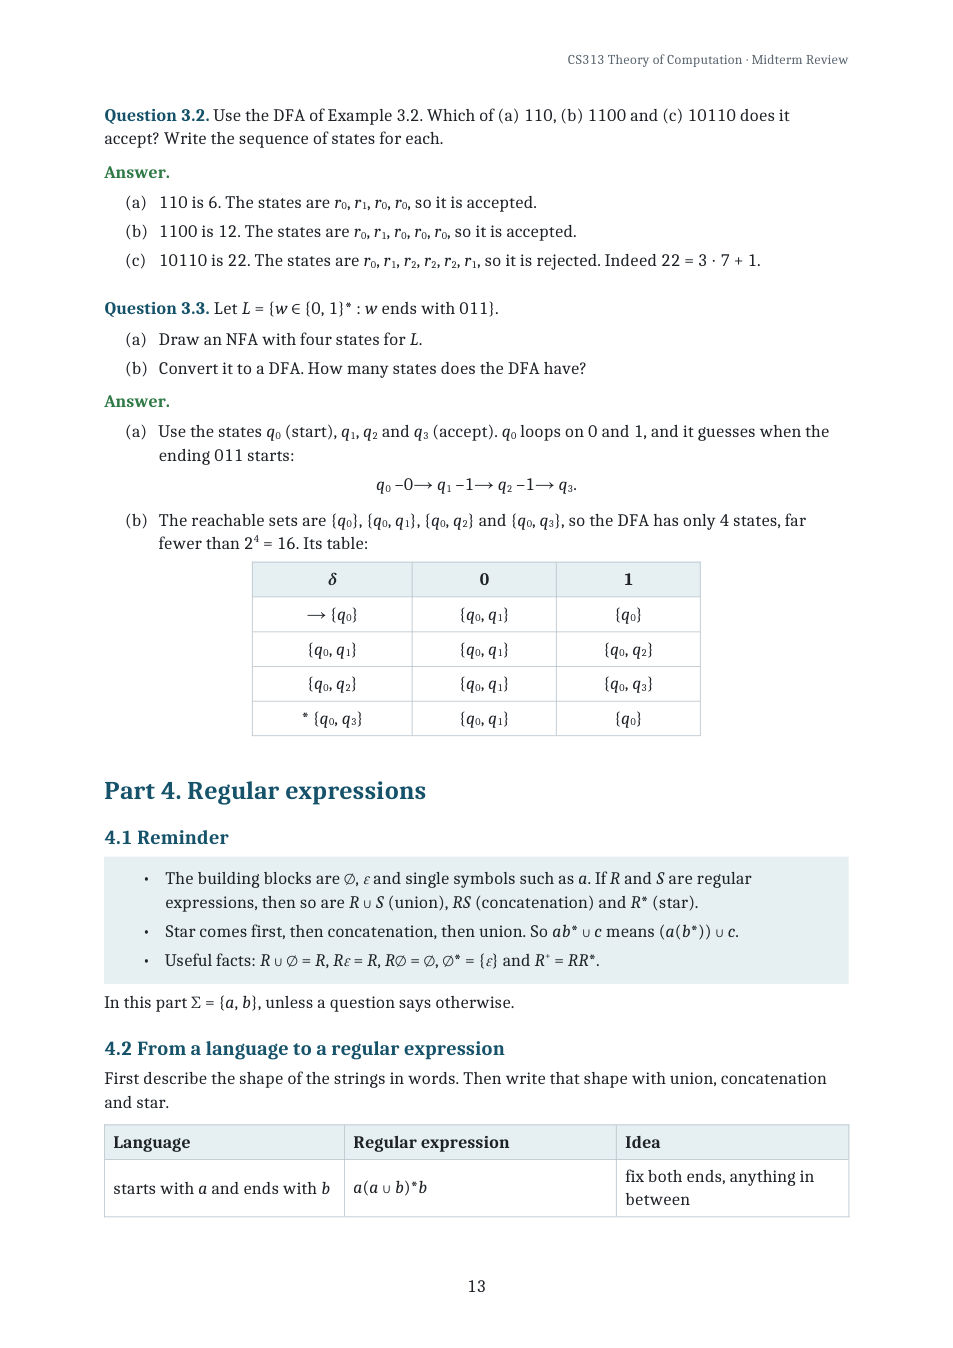 CS313 Theory of Computation · Midterm Review
Question 3.2. Use the DFA of Example 3.2. Which of (a) 110, (b) 1100 and (c) 10110 does it
accept? Write the sequence of states for each.
Answer.
(a) 110 is 6. The states are r₀, r₁, r₀, r₀, so it is accepted.
(b) 1100 is 12. The states are r₀, r₁, r₀, r₀, r₀, so it is accepted.
(c) 10110 is 22. The states are r₀, r₁, r₂, r₂, r₂, r₁, so it is rejected. Indeed 22 = 3 · 7 + 1.
Question 3.3. Let L = {w ∈ {0, 1}* : w ends with 011}.
(a) Draw an NFA with four states for L.
(b) Convert it to a DFA. How many states does the DFA have?
Answer.
(a) Use the states q₀ (start), q₁, q₂ and q₃ (accept). q₀ loops on 0 and 1, and it guesses when the
ending 011 starts:
q₀ –0⟶ q₁ –1⟶ q₂ –1⟶ q₃.
(b) The reachable sets are {q₀}, {q₀, q₁}, {q₀, q₂} and {q₀, q₃}, so the DFA has only 4 states, far
fewer than 2⁴ = 16. Its table:
δ 0 1
⟶ {q₀} {q₀, q₁} {q₀}
{q₀, q₁} {q₀, q₁} {q₀, q₂}
{q₀, q₂} {q₀, q₁} {q₀, q₃}
* {q₀, q₃} {q₀, q₁} {q₀}
Part 4. Regular expressions
4.1 Reminder
• The building blocks are ∅, ε and single symbols such as a. If R and S are regular
expressions, then so are R ∪ S (union), RS (concatenation) and R* (star).
• Star comes first, then concatenation, then union. So ab* ∪ c means (a(b*)) ∪ c.
• Useful facts: R ∪ ∅ = R, Rε = R, R∅ = ∅, ∅* = {ε} and R⁺ = RR*.
In this part Σ = {a, b}, unless a question says otherwise.
4.2 From a language to a regular expression
First describe the shape of the strings in words. Then write that shape with union, concatenation
and star.
Language Regular expression Idea
starts with a and ends with b a(a ∪ b)*b fix both ends, anything in
between
13